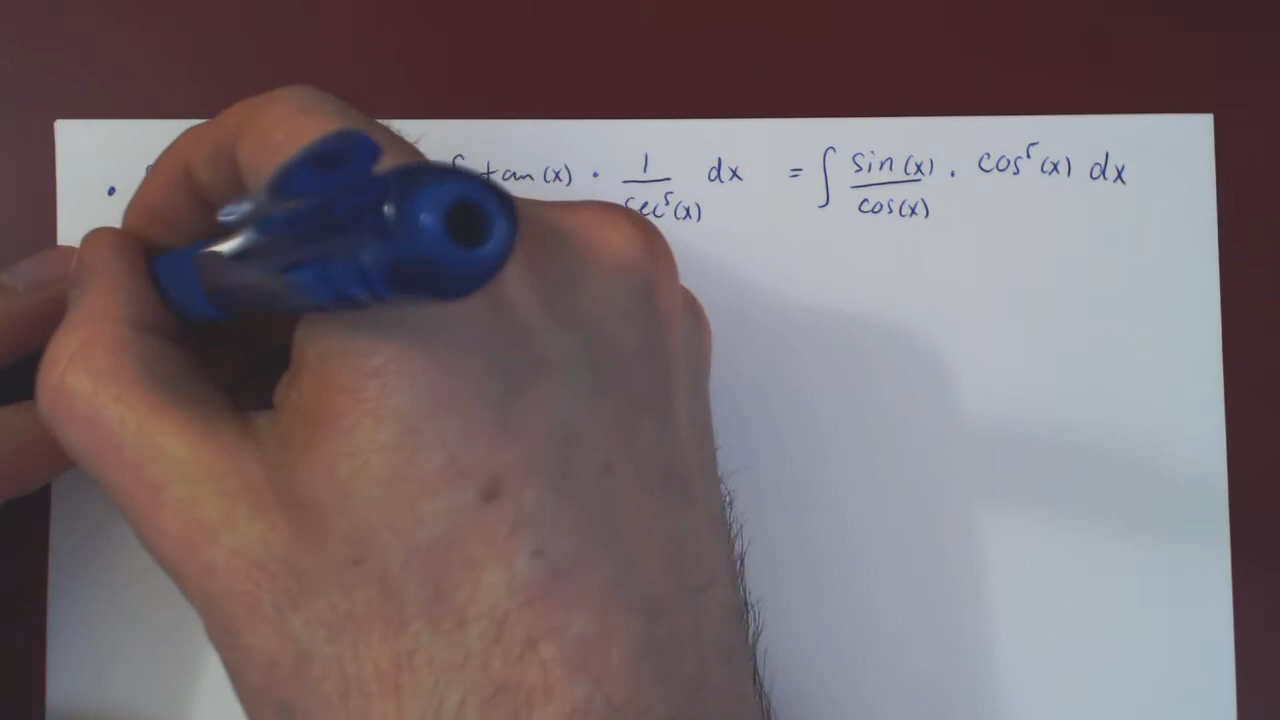 • ∫ tan(x) · 1/sec⁵(x) dx = ∫ sin(x)/cos(x) · cos⁵(x) dx